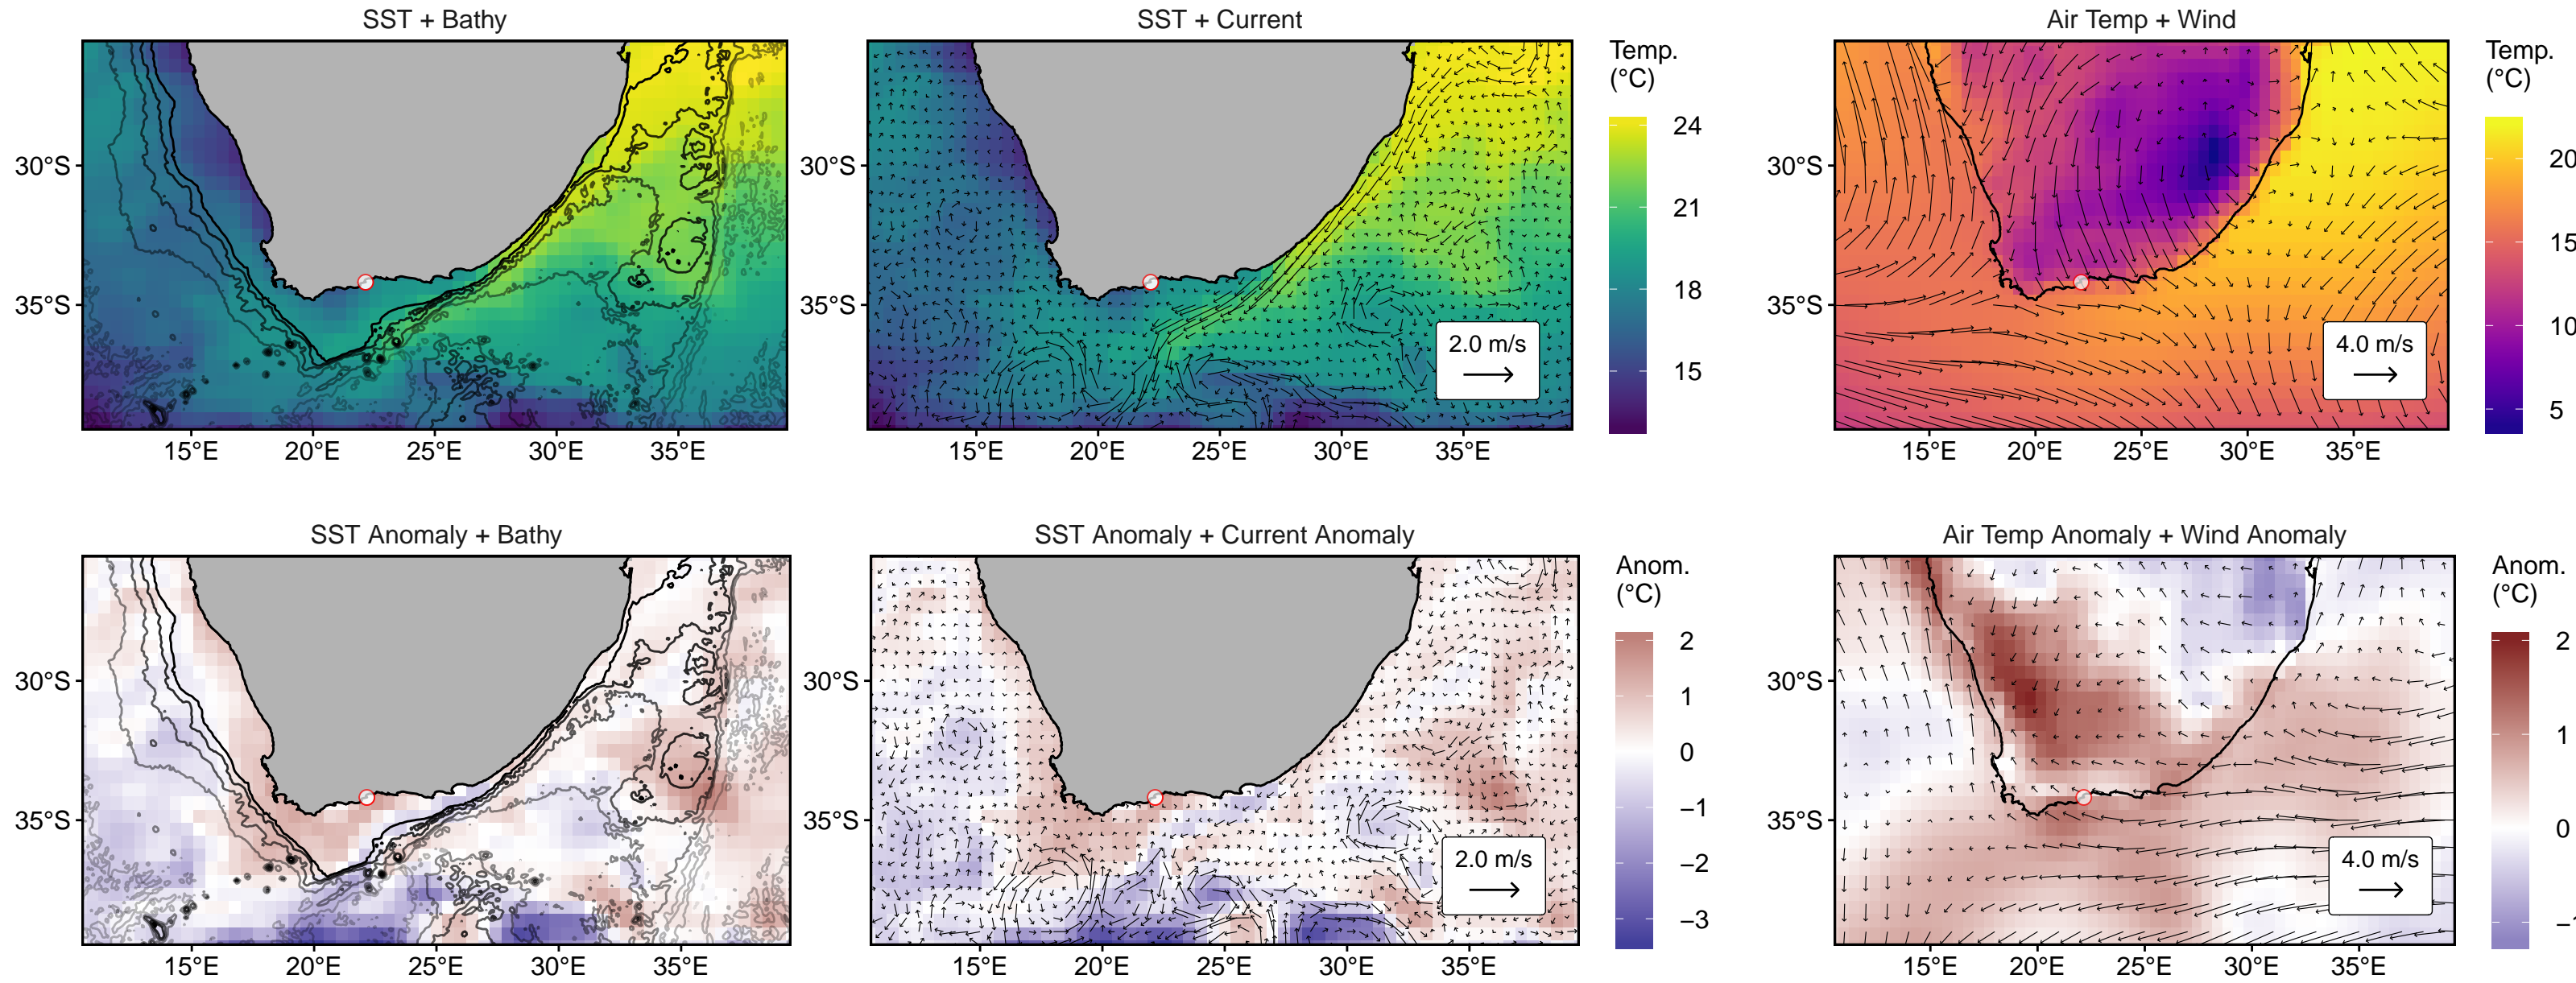 SST + Bathy
SST + Current
Air Temp + Wind
30°S
35°S
15°E 20°E 25°E 30°E 35°E
30°S
35°S
15°E 20°E 25°E 30°E 35°E
2.0 m/s
Temp.
(°C)
24
21
18
15
30°S
35°S
15°E 20°E 25°E 30°E 35°E
4.0 m/s
Temp.
(°C)
20
15
10
5
SST Anomaly + Bathy
SST Anomaly + Current Anomaly
Air Temp Anomaly + Wind Anomaly
30°S
35°S
15°E 20°E 25°E 30°E 35°E
30°S
35°S
15°E 20°E 25°E 30°E 35°E
2.0 m/s
Anom.
(°C)
2
1
0
−1
−2
−3
30°S
35°S
15°E 20°E 25°E 30°E 35°E
4.0 m/s
Anom.
(°C)
2
1
0
−1